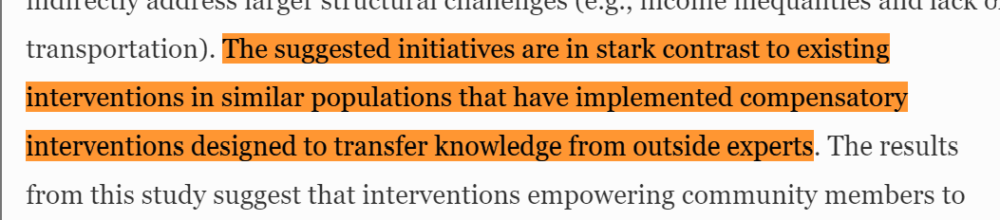 indirectly address larger structural challenges (e.g., income inequalities and lack of
transportation). The suggested initiatives are in stark contrast to existing
interventions in similar populations that have implemented compensatory
interventions designed to transfer knowledge from outside experts. The results
from this study suggest that interventions empowering community members to